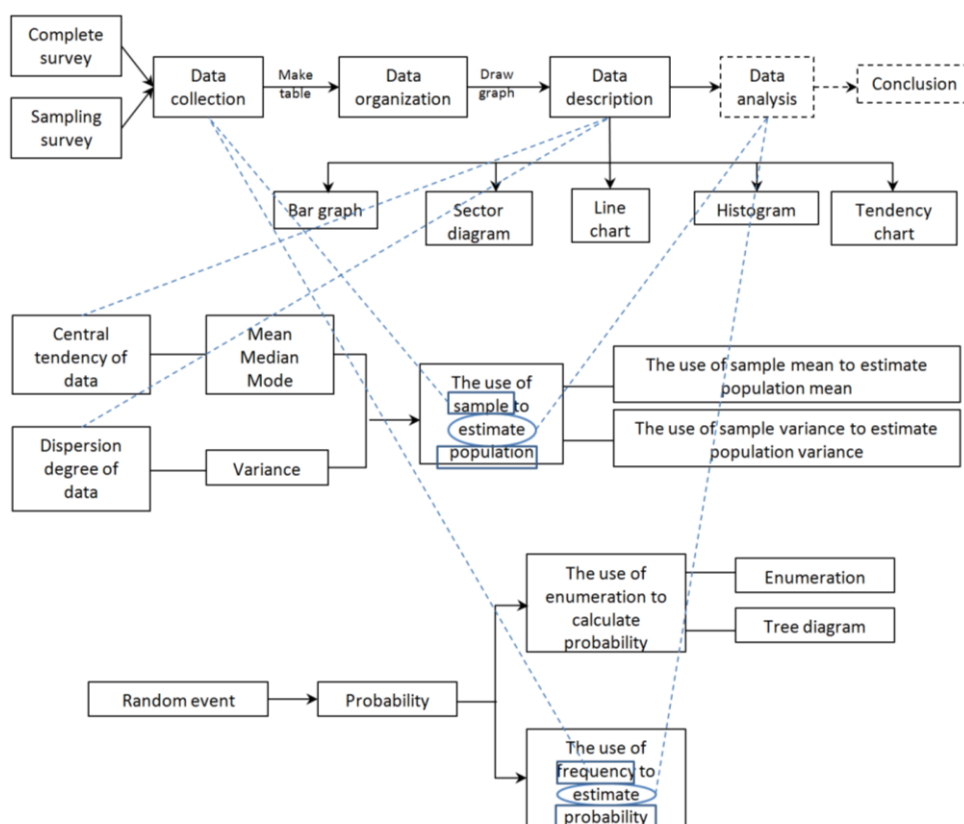 Complete
survey
Sampling
survey
Data
collection
Make
table
Data
organization
Draw
graph
Data
description
Data
analysis
Conclusion
Bar graph
Sector
diagram
Line
chart
Histogram
Tendency
chart
Central
tendency of
data
Mean
Median
Mode
Dispersion
degree of
data
Variance
The use of
sample to
estimate
population
The use of sample mean to estimate
population mean
The use of sample variance to estimate
population variance
The use of
enumeration to
calculate
probability
Enumeration
Tree diagram
Random event
Probability
The use of
frequency to
estimate
probability